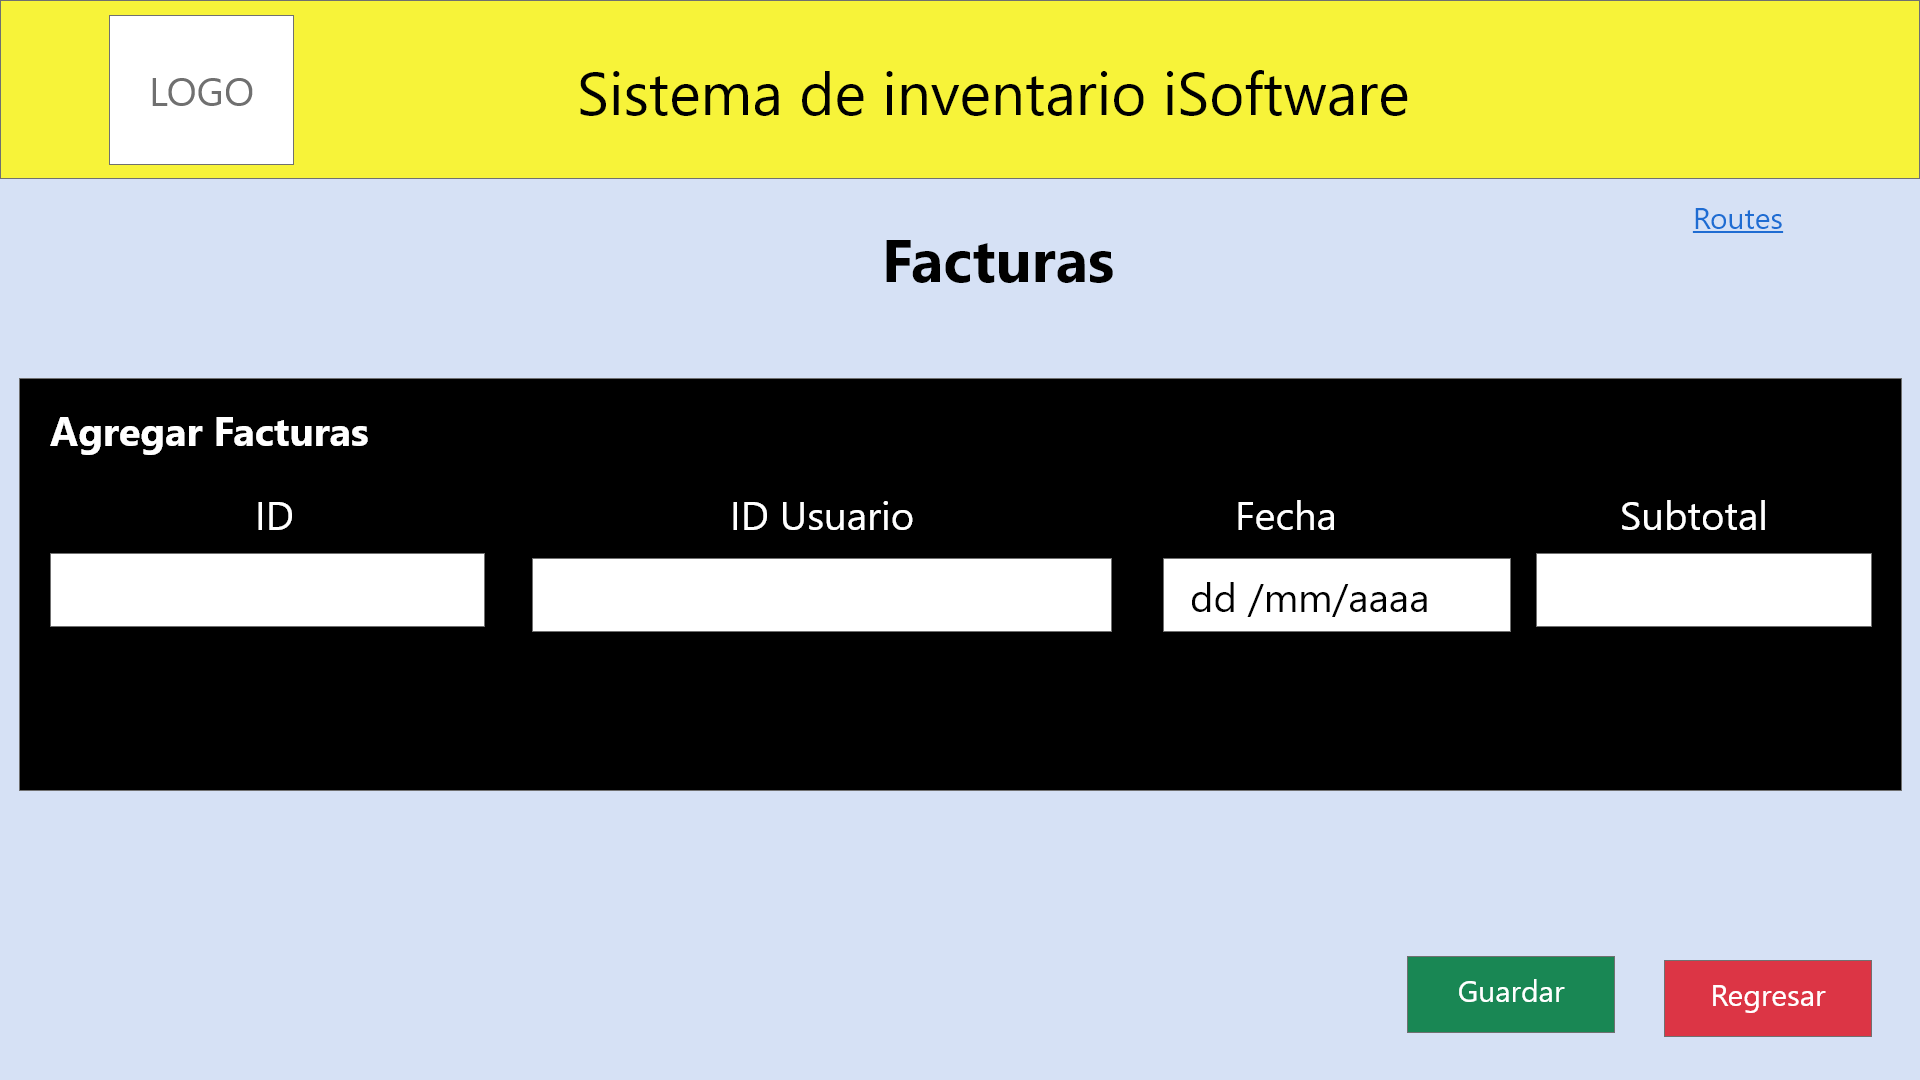 LOGO
Sistema de inventario iSoftware
Routes
Facturas
Agregar Facturas
ID
ID Usuario
Fecha
Subtotal
dd /mm/aaaa
Guardar
Regresar